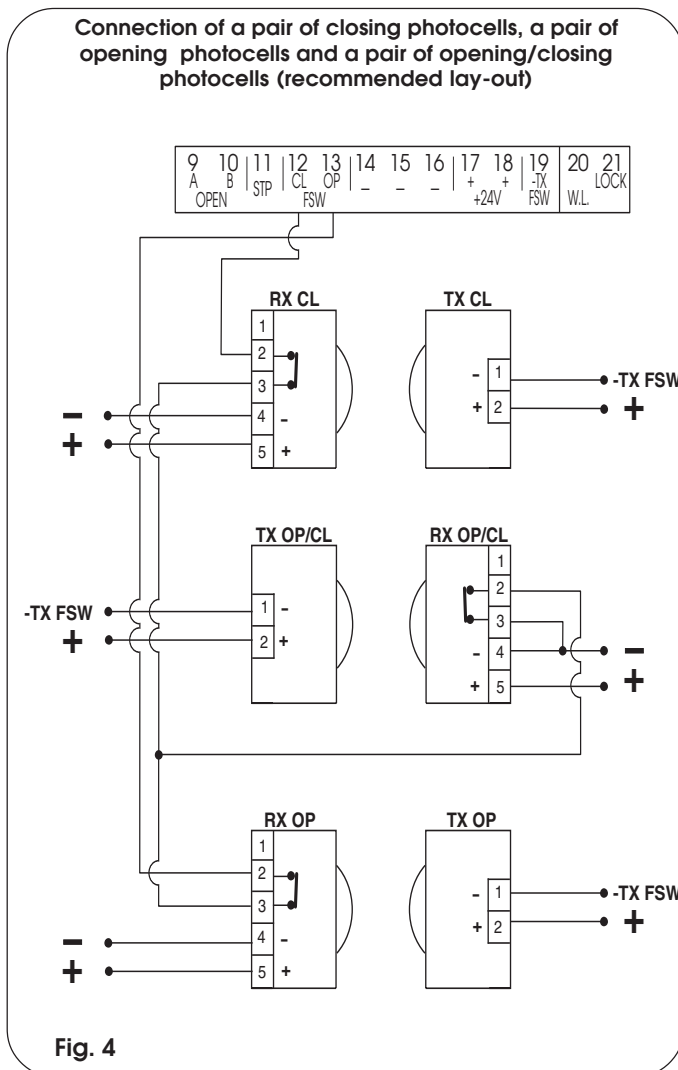 Connection of a pair of closing photocells, a pair of
opening photocells and a pair of opening/closing
photocells (recommended lay-out)
9 10 11 12 13 14 15 16 17 18 19 20 21
A B STP CL OP – – – + + -TX LOCK
OPEN FSW +24V FSW W.L.
RX CL TX CL
1
2
3
4 -
5 +
−
+
- 1
+ 2
-TX FSW
+
TX OP/CL RX OP/CL
-TX FSW
+
1 -
2 +
1
2
3
- 4
+ 5
−
+
RX OP TX OP
1
2
3
4 -
5 +
−
+
- 1
+ 2
-TX FSW
+
Fig. 4